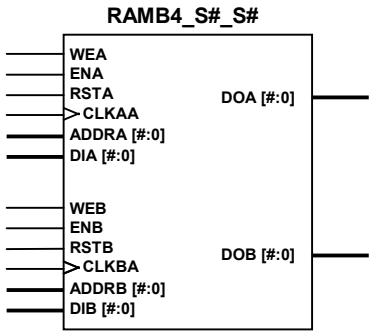 RAMB4_S#_S#
WEA
ENA
RSTA
CLKAA
ADDRA [#:0]
DIA [#:0]
DOA [#:0]
WEB
ENB
RSTB
CLKBA
ADDRB [#:0]
DIB [#:0]
DOB [#:0]